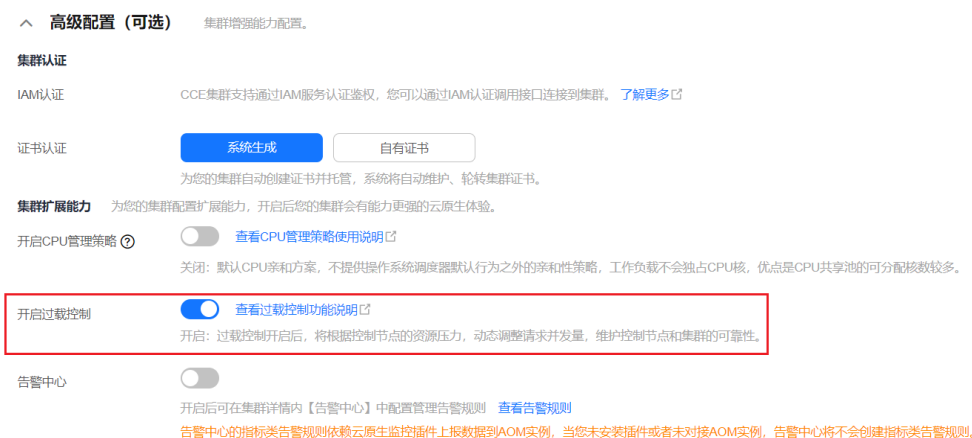 高级配置（可选） 集群增强能力配置。
集群认证
IAM认证 CCE集群支持通过IAM服务认证鉴权，您可以通过IAM认证调用接口连接到集群。 了解更多
证书认证 系统生成 自有证书
为您的集群自动创建证书并托管，系统将自动维护、轮转集群证书。
集群扩展能力 为您的集群配置扩展能力，开启后您的集群会有能力更强的云原生体验。
开启CPU管理策略 ? 查看CPU管理策略使用说明
关闭：默认CPU亲和方案，不提供操作系统调度器默认行为之外的亲和性策略，工作负载不会独占CPU核，优点是CPU共享池的可分配核数较多。
开启过载控制 查看过载控制功能说明
开启：过载控制开启后，将根据控制节点的资源压力，动态调整请求并发量，维护控制节点和集群的可靠性。
告警中心
开启后可在集群详情内【告警中心】中配置管理告警规则 查看告警规则
告警中心的指标类告警规则依赖云原生监控插件上报数据到AOM实例，当您未安装插件或者未对接AOM实例，告警中心将不会创建指标类告警规则